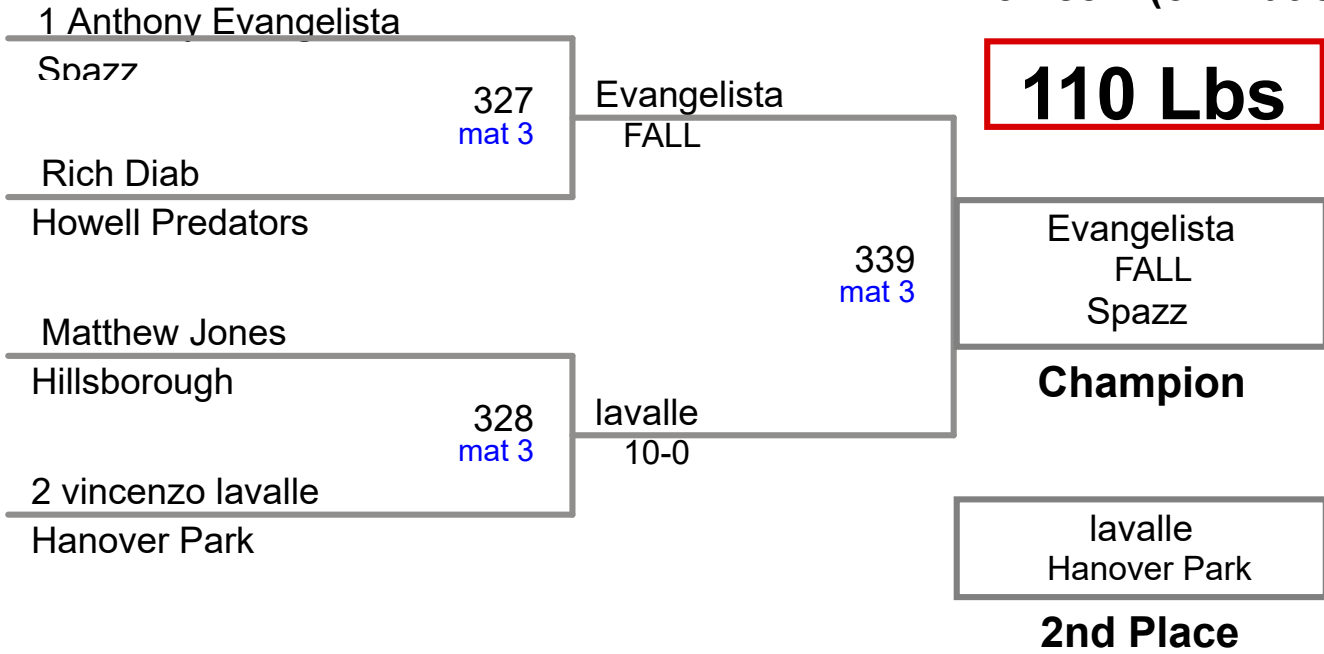 1 Anthony Evangelista
Spazz
327
mat 3
Rich Diab
Howell Predators
Evangelista
FALL
110 Lbs
339
mat 3
Evangelista
FALL
Spazz
Champion
Matthew Jones
Hillsborough
328
mat 3
2 vincenzo lavalle
Hanover Park
lavalle
10-0
lavalle
Hanover Park
2nd Place